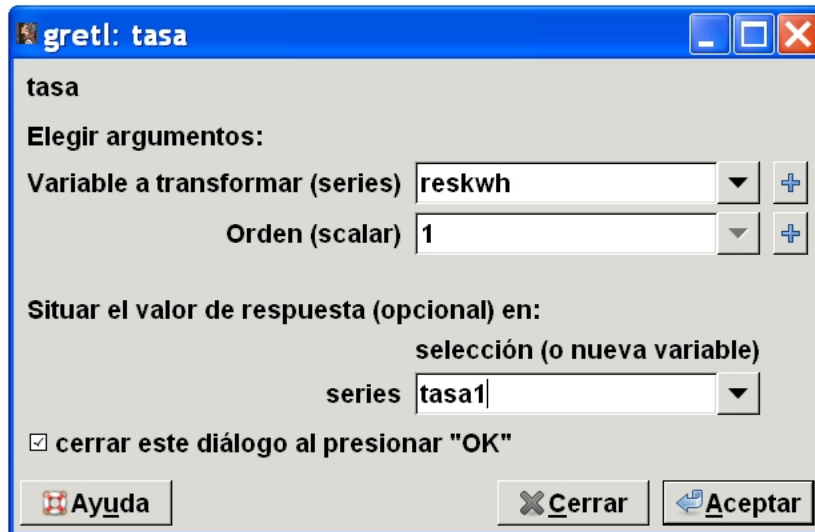 gretl: tasa
tasa
Elegir argumentos:
Variable a transformar (series) reskwh
Orden (scalar) 1
Situar el valor de respuesta (opcional) en:
selección (o nueva variable)
series tasa1
cerrar este diálogo al presionar "OK"
Ayuda Cerrar Aceptar